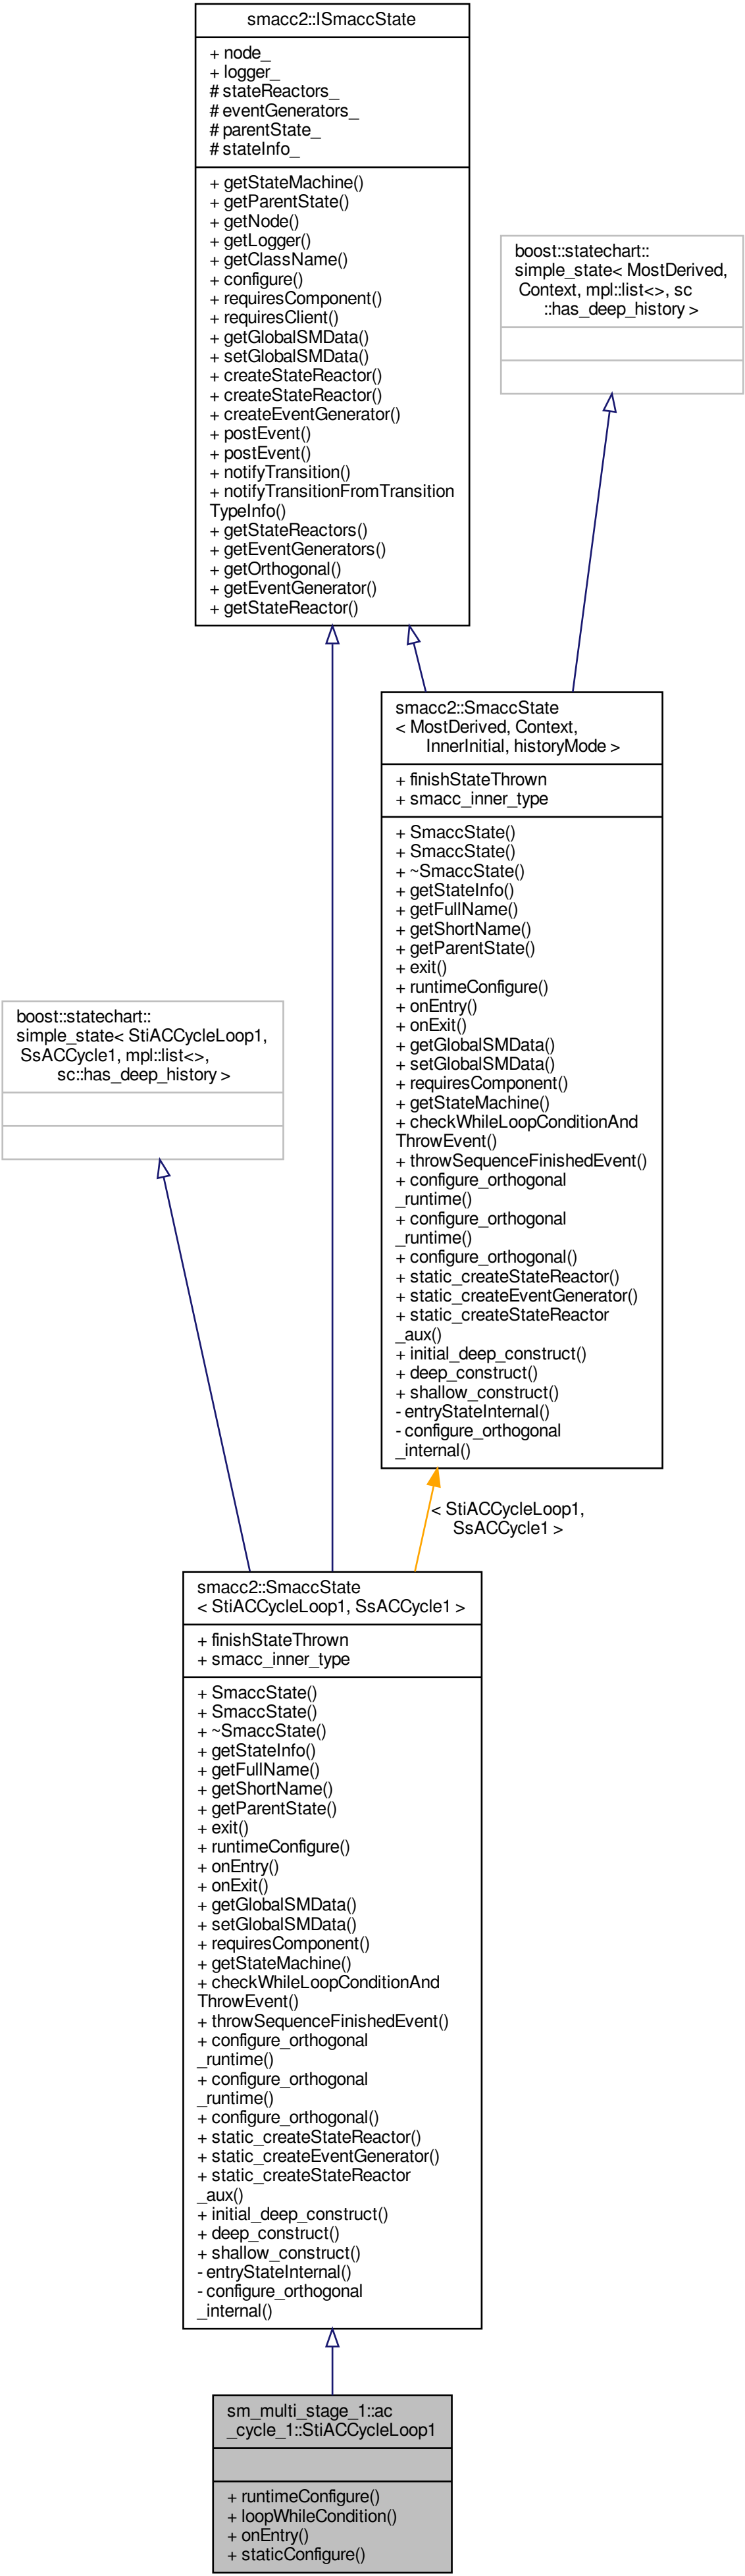 smacc2::ISmaccState
+ node_
+ logger_
# stateReactors_
# eventGenerators_
# parentState_
# stateInfo_
+ getStateMachine()
+ getParentState()
+ getNode()
+ getLogger()
+ getClassName()
+ configure()
+ requiresComponent()
+ requiresClient()
+ getGlobalSMData()
+ setGlobalSMData()
+ createStateReactor()
+ createStateReactor()
+ createEventGenerator()
+ postEvent()
+ postEvent()
+ notifyTransition()
+ notifyTransitionFromTransition
TypeInfo()
+ getStateReactors()
+ getEventGenerators()
+ getOrthogonal()
+ getEventGenerator()
+ getStateReactor()
boost::statechart::
simple_state< MostDerived,
Context, mpl::list<>, sc
::has_deep_history >
smacc2::SmaccState
< MostDerived, Context,
InnerInitial, historyMode >
+ finishStateThrown
+ smacc_inner_type
+ SmaccState()
+ SmaccState()
+ ~SmaccState()
+ getStateInfo()
+ getFullName()
+ getShortName()
+ getParentState()
+ exit()
+ runtimeConfigure()
+ onEntry()
+ onExit()
+ getGlobalSMData()
+ setGlobalSMData()
+ requiresComponent()
+ getStateMachine()
+ checkWhileLoopConditionAnd
ThrowEvent()
+ throwSequenceFinishedEvent()
+ configure_orthogonal
_runtime()
+ configure_orthogonal
_runtime()
+ configure_orthogonal()
+ static_createStateReactor()
+ static_createEventGenerator()
+ static_createStateReactor
_aux()
+ initial_deep_construct()
+ deep_construct()
+ shallow_construct()
- entryStateInternal()
- configure_orthogonal
_internal()
boost::statechart::
simple_state< StiACCycleLoop1,
SsACCycle1, mpl::list<>,
sc::has_deep_history >
< StiACCycleLoop1,
SsACCycle1 >
smacc2::SmaccState
< StiACCycleLoop1, SsACCycle1 >
+ finishStateThrown
+ smacc_inner_type
+ SmaccState()
+ SmaccState()
+ ~SmaccState()
+ getStateInfo()
+ getFullName()
+ getShortName()
+ getParentState()
+ exit()
+ runtimeConfigure()
+ onEntry()
+ onExit()
+ getGlobalSMData()
+ setGlobalSMData()
+ requiresComponent()
+ getStateMachine()
+ checkWhileLoopConditionAnd
ThrowEvent()
+ throwSequenceFinishedEvent()
+ configure_orthogonal
_runtime()
+ configure_orthogonal
_runtime()
+ configure_orthogonal()
+ static_createStateReactor()
+ static_createEventGenerator()
+ static_createStateReactor
_aux()
+ initial_deep_construct()
+ deep_construct()
+ shallow_construct()
- entryStateInternal()
- configure_orthogonal
_internal()
sm_multi_stage_1::ac
_cycle_1::StiACCycleLoop1
+ runtimeConfigure()
+ loopWhileCondition()
+ onEntry()
+ staticConfigure()